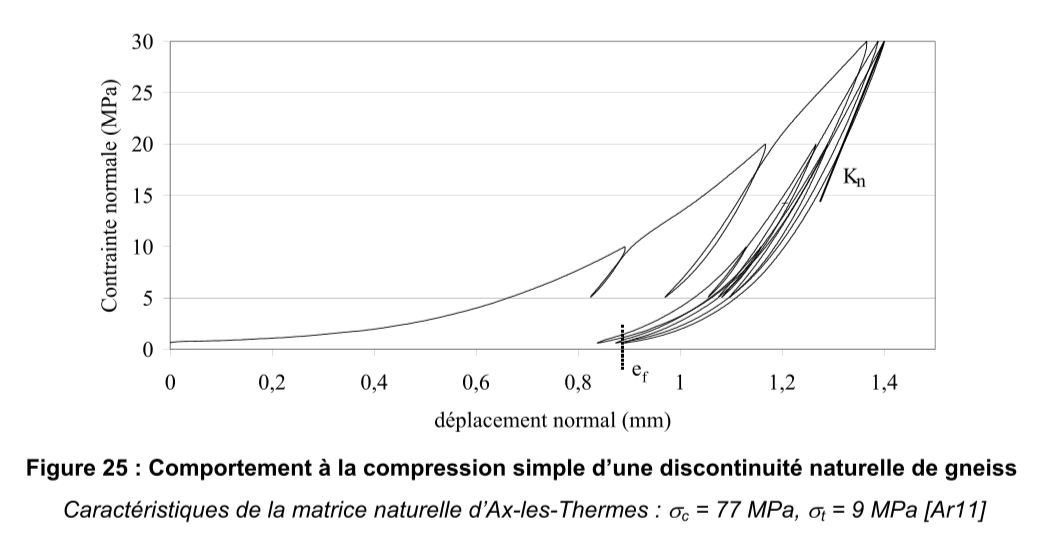 30
25
20
15
10
5
0
Contrainte normale (MPa)
Kn
ef
0 0,2 0,4 0,6 0,8 1 1,2 1,4
déplacement normal (mm)
Figure 25 : Comportement à la compression simple d’une discontinuité naturelle de gneiss
Caractéristiques de la matrice naturelle d’Ax-les-Thermes : σc = 77 MPa, σt = 9 MPa [Ar11]